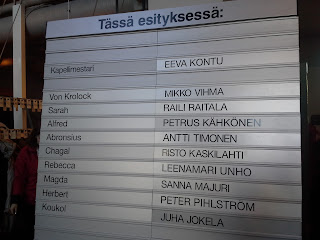 Tässä esityksessä:
Kapellimestari EEVA KONTU
Von Krolock MIKKO VIHMA
Sarah RAILI RAITALA
Alfred PETRUS KÄHKÖNEN
Abronsius ANTTI TIMONEN
Chagal RISTO KASKILAHTI
Rebecca LEENAMARI UNHO
Magda SANNA MAJURI
Herbert PETER PIHLSTRÖM
Koukol JUHA JOKELA